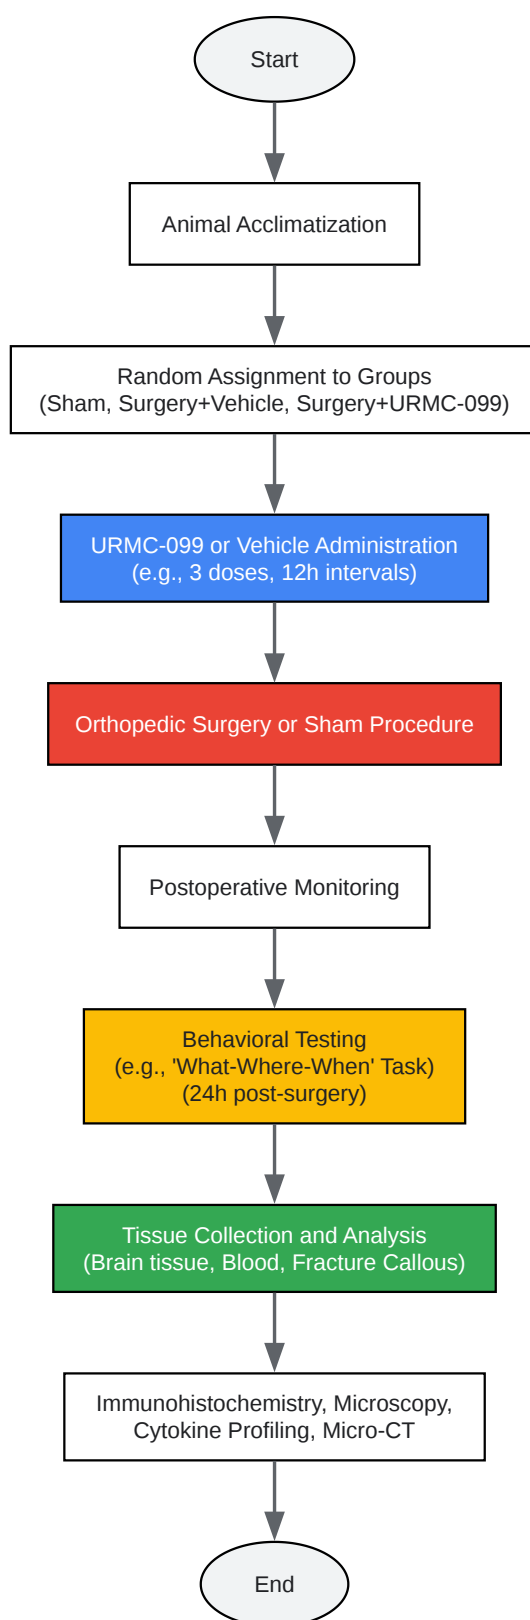 Start
Animal Acclimatization
Random Assignment to Groups
(Sham, Surgery+Vehicle, Surgery+URMC-099)
URMC-099 or Vehicle Administration
(e.g., 3 doses, 12h intervals)
Orthopedic Surgery or Sham Procedure
Postoperative Monitoring
Behavioral Testing
(e.g., 'What-Where-When' Task)
(24h post-surgery)
Tissue Collection and Analysis
(Brain tissue, Blood, Fracture Callous)
Immunohistochemistry, Microscopy,
Cytokine Profiling, Micro-CT
End